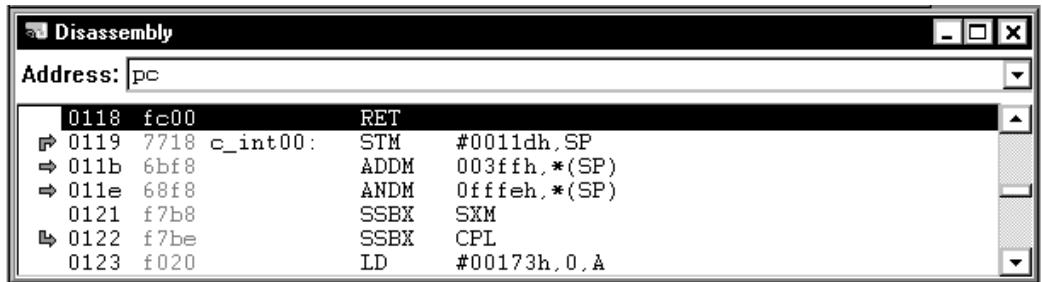 Disassembly
Address: pc
0118 fc00 RET
0119 7718 c_int00: STM #0011dh,SP
011b 6bf8 ADDM 003ffh,*(SP)
011e 68f8 ANDM 0fffeh,*(SP)
0121 f7b8 SSBX SXM
0122 f7be SSBX CPL
0123 f020 LD #00173h,0,A